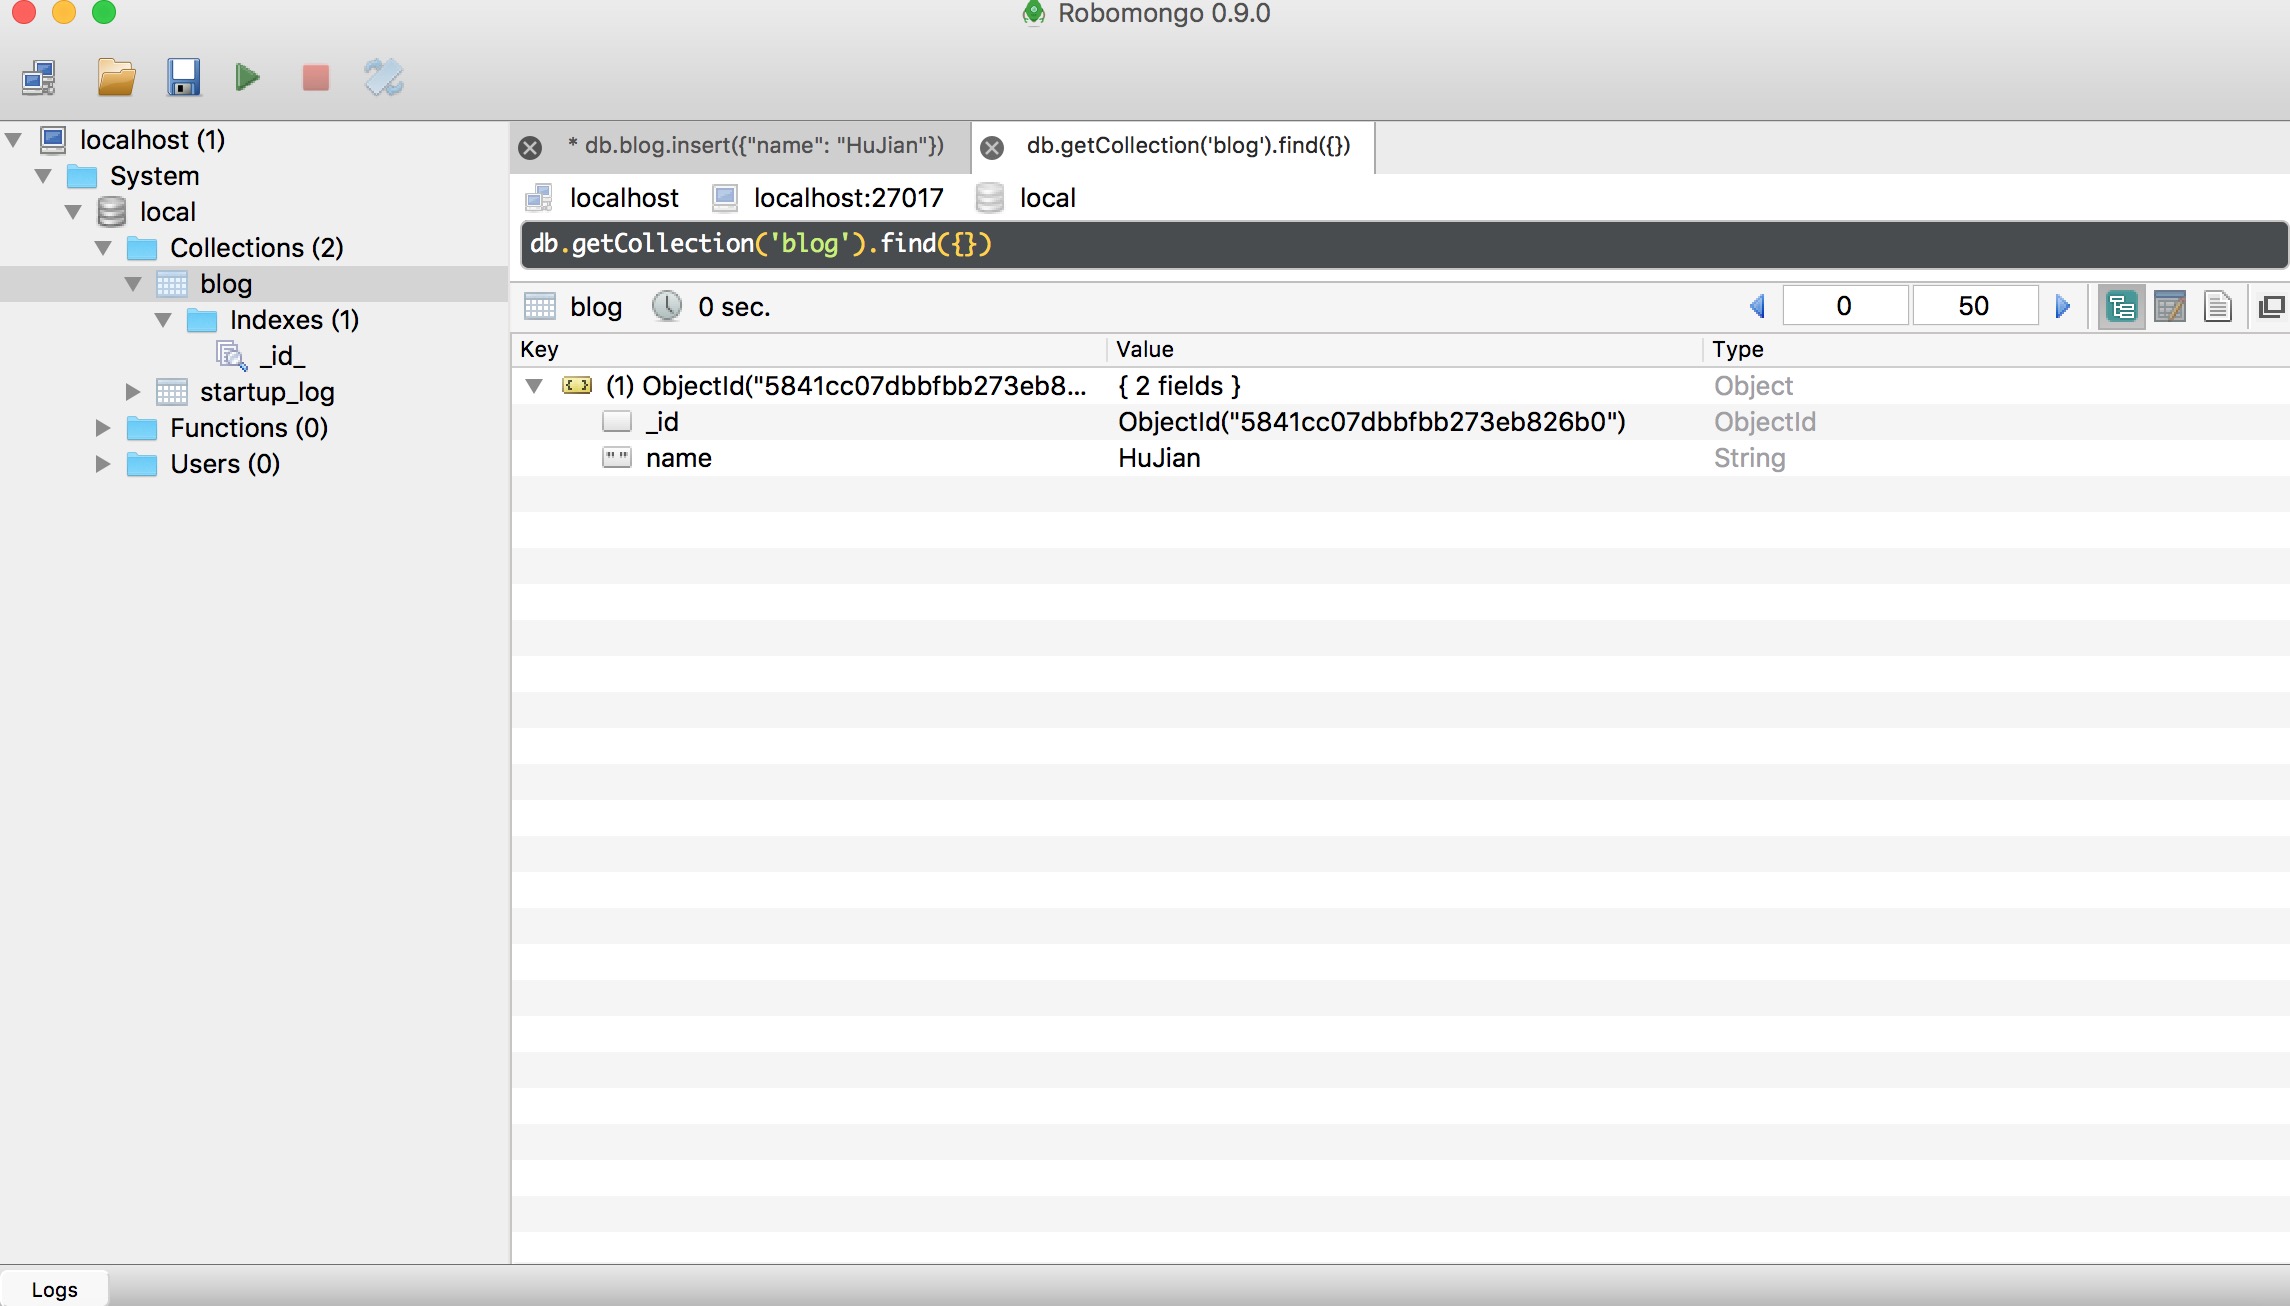 Robomongo 0.9.0
localhost (1)
System
local
Collections (2)
blog
Indexes (1)
_id_
startup_log
Functions (0)
Users (0)
* db.blog.insert({"name": "HuJian"}) db.getCollection('blog').find({})
localhost localhost:27017 local
db.getCollection('blog').find({})
blog 0 sec. 0 50
Key Value Type
(1) ObjectId("5841cc07dbbfbb273eb8... { 2 fields } Object
_id ObjectId("5841cc07dbbfbb273eb826b0") ObjectId
name HuJian String
Logs